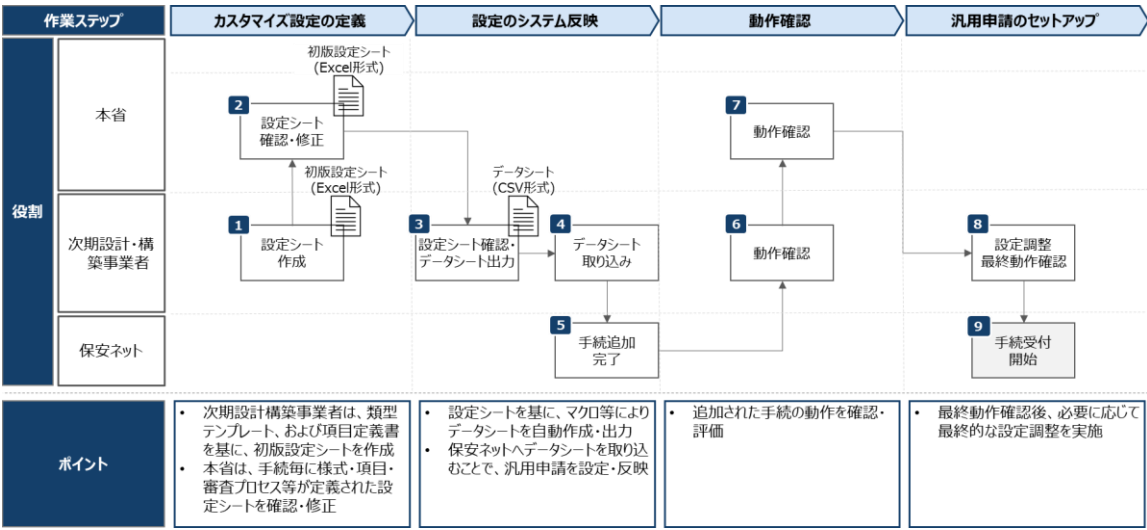 作業ステップ
カスタマイズ設定の定義
設定のシステム反映
動作確認
汎用申請のセットアップ
役割
本省
初版設定シート
(Excel形式)
2
設定シート
確認・修正
7
動作確認
次期設計・構
築事業者
初版設定シート
(Excel形式)
1
設定シート
作成
データシート
(CSV形式)
3
設定シート確認・
データシート出力
4
データシート
取り込み
6
動作確認
8
設定調整
最終動作確認
保安ネット
5
手続追加
完了
9
手続受付
開始
ポイント
• 次期設計構築事業者は、類型
テンプレート、および項目定義書
を基に、初版設定シートを作成
• 本省は、手続毎に様式・項目・
審査プロセス等が定義された設
定シートを確認・修正
• 設定シートを基に、マクロ等により
データシートを自動作成・出力
• 保安ネットへデータシートを取り込
むことで、汎用申請を設定・反映
• 追加された手続の動作を確認・
評価
• 最終動作確認後、必要に応じて
最終的な設定調整を実施